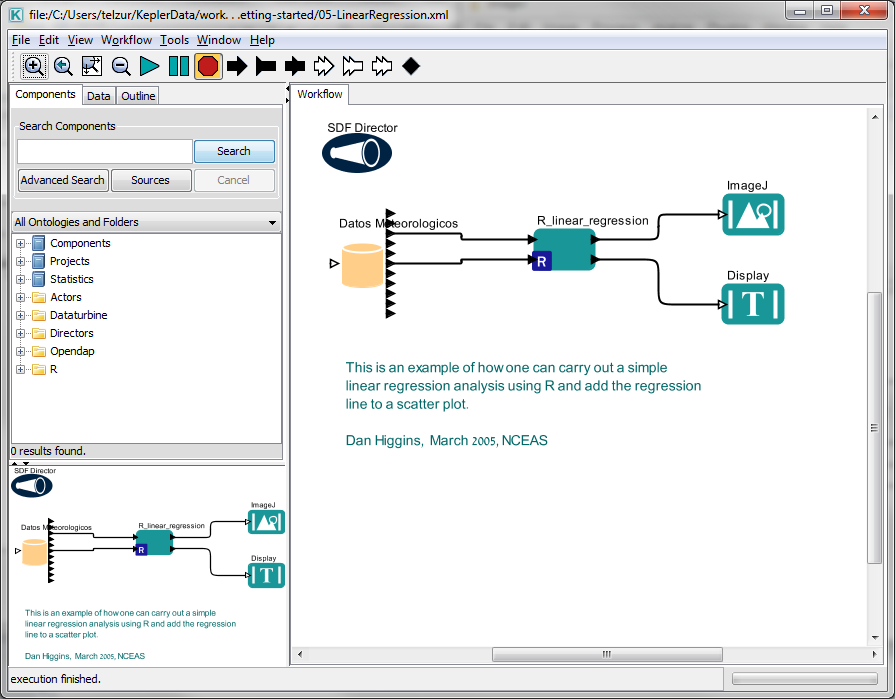 file:/C:/Users/telzur/KeplerData/work. . .etting-started/05-LinearRegression.xml
File Edit View Workflow Tools Window Help
Components Data Outline
Search Components
Search
Advanced Search Sources Cancel
All Ontologies and Folders
Components
Projects
Statistics
Actors
Dataturbine
Directors
Opendap
R
0 results found.
SDF Director
Datos Meteorologicos
R_linear_regression
R
ImageJ
Display
T
This is an example of how one can carry out a simple
linear regression analysis using R and add the regression
line to a scatter plot.
Dan Higgins, March 2005, NCEAS
Workflow
SDF Director
Datos Meteorologicos
R_linear_regression
R
ImageJ
Display
T
This is an example of how one can carry out a simple
linear regression analysis using R and add the regression
line to a scatter plot.
Dan Higgins, March 2005, NCEAS
execution finished.